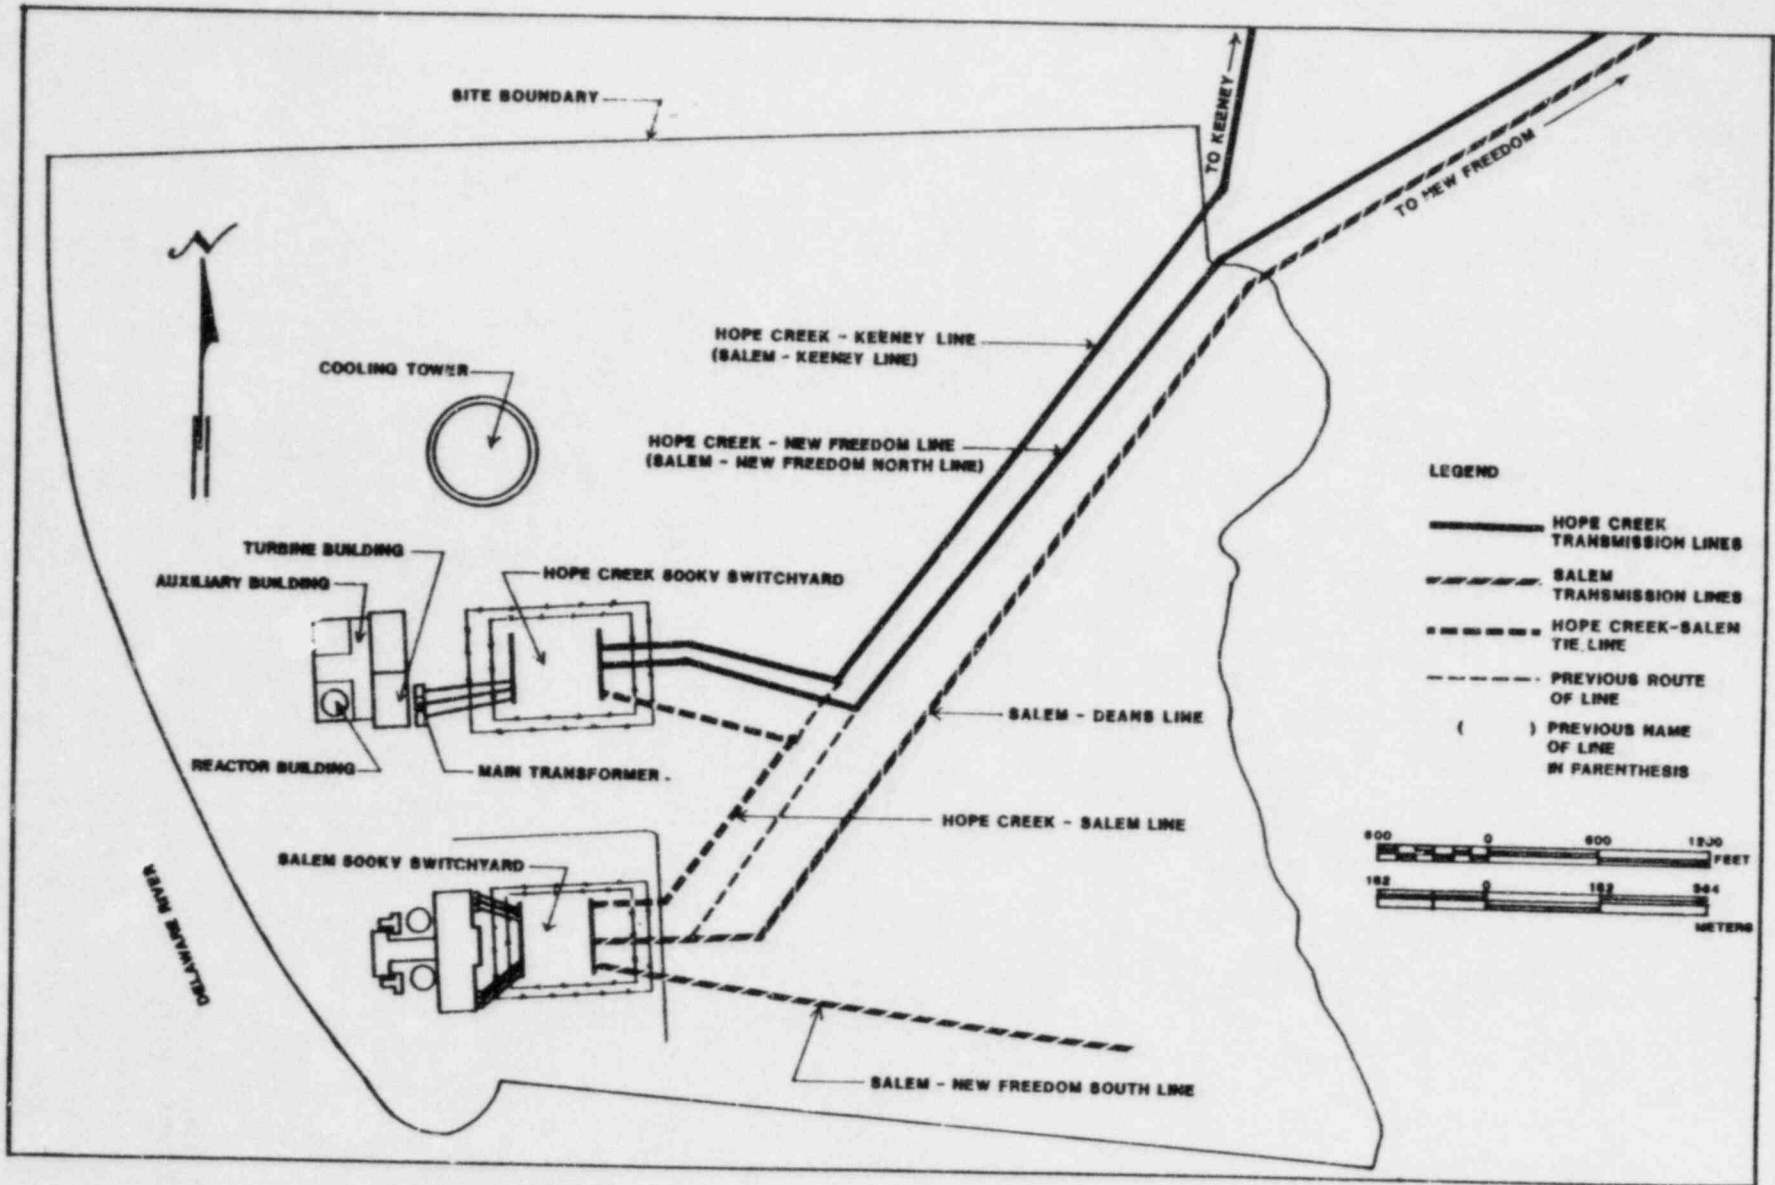 SITE BOUNDARY
TO KEENEY
TO NEW FREEDOM
N
HOPE CREEK - KEENEY LINE
(SALEM - KEENEY LINE)
COOLING TOWER
HOPE CREEK - NEW FREEDOM LINE
(SALEM - NEW FREEDOM NORTH LINE)
LEGEND
HOPE CREEK
TRANSMISSION LINES
SALEM
TRANSMISSION LINES
HOPE CREEK-SALEM
TIE LINE
PREVIOUS ROUTE
OF LINE
( ) PREVIOUS NAME
OF LINE
IN PARENTHESIS
TURBINE BUILDING
AUXILIARY BUILDING
HOPE CREEK 500KV SWITCHYARD
SALEM - DEANS LINE
REACTOR BUILDING
MAIN TRANSFORMER
HOPE CREEK - SALEM LINE
SALEM 500KV SWITCHYARD
600 0 600 1200
FEET
182 0 182 364
METERS
DELAWARE RIVER
SALEM - NEW FREEDOM SOUTH LINE